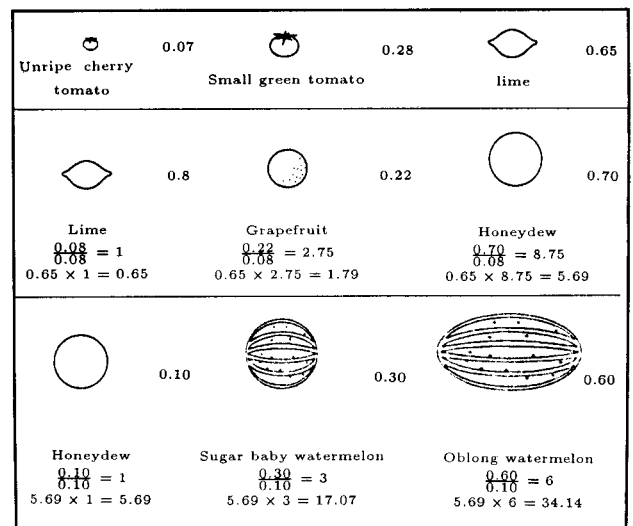 0.07 0.28 0.65
Unripe cherry
tomato
Small green tomato
lime
0.8 0.22 0.70
Lime Grapefruit Honeydew
0.08/0.08 = 1 0.22/0.08 = 2.75 0.70/0.08 = 8.75
0.65 × 1 = 0.65 0.65 × 2.75 = 1.79 0.65 × 8.75 = 5.69
0.10 0.30 0.60
Honeydew Sugar baby watermelon Oblong watermelon
0.10/0.10 = 1 0.30/0.10 = 3 0.60/0.10 = 6
5.69 × 1 = 5.69 5.69 × 3 = 17.07 5.69 × 6 = 34.14